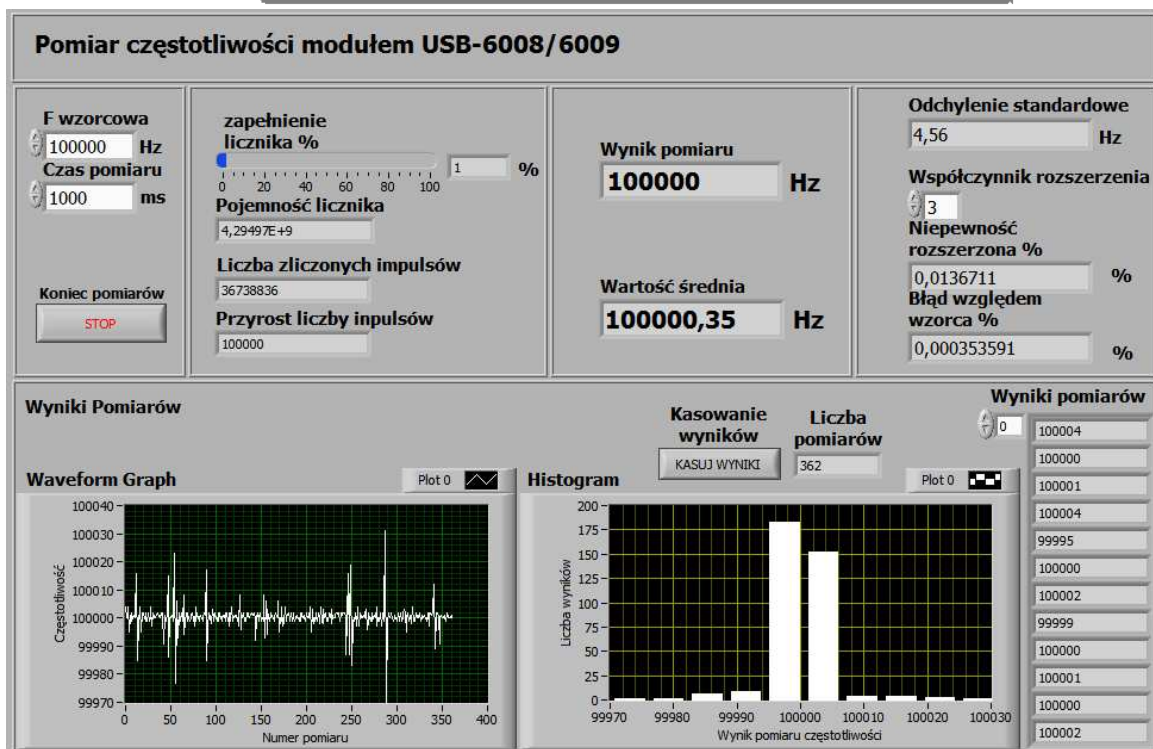 Pomiar częstotliwości modułem USB-6008/6009
F wzorcowa
100000 Hz
Czas pomiaru
1000 ms
Koniec pomiarów
STOP
zapełnienie
licznika %
0 20 40 60 80 100
1 %
Pojemność licznika
4,29497E+9
Liczba zliczonych impulsów
36738836
Przyrost liczby inpulsów
100000
Wynik pomiaru
100000 Hz
Wartość średnia
100000,35 Hz
Odchylenie standardowe
4,56 Hz
Współczynnik rozszerzenia
3
Niepewność
rozszerzona %
0,0136711 %
Błąd względem
wzorca %
0,000353591 %
Wyniki Pomiarów
Kasowanie
wyników
KASUJ WYNIKI
Liczba
pomiarów
362
Waveform Graph
Plot 0
Częstotliwość
100040
100030
100020
100010
100000
99990
99980
99970
0 50 100 150 200 250 300 350 400
Numer pomiaru
Histogram
Plot 0
Liczba wyników
200
175
150
125
100
75
50
25
0
99970 99980 99990 100000 100010 100020 100030
Wynik pomiaru częstotliwości
Wyniki pomiarów
0
100004
100000
100001
100004
99995
100000
100002
99999
100000
100001
100000
100002